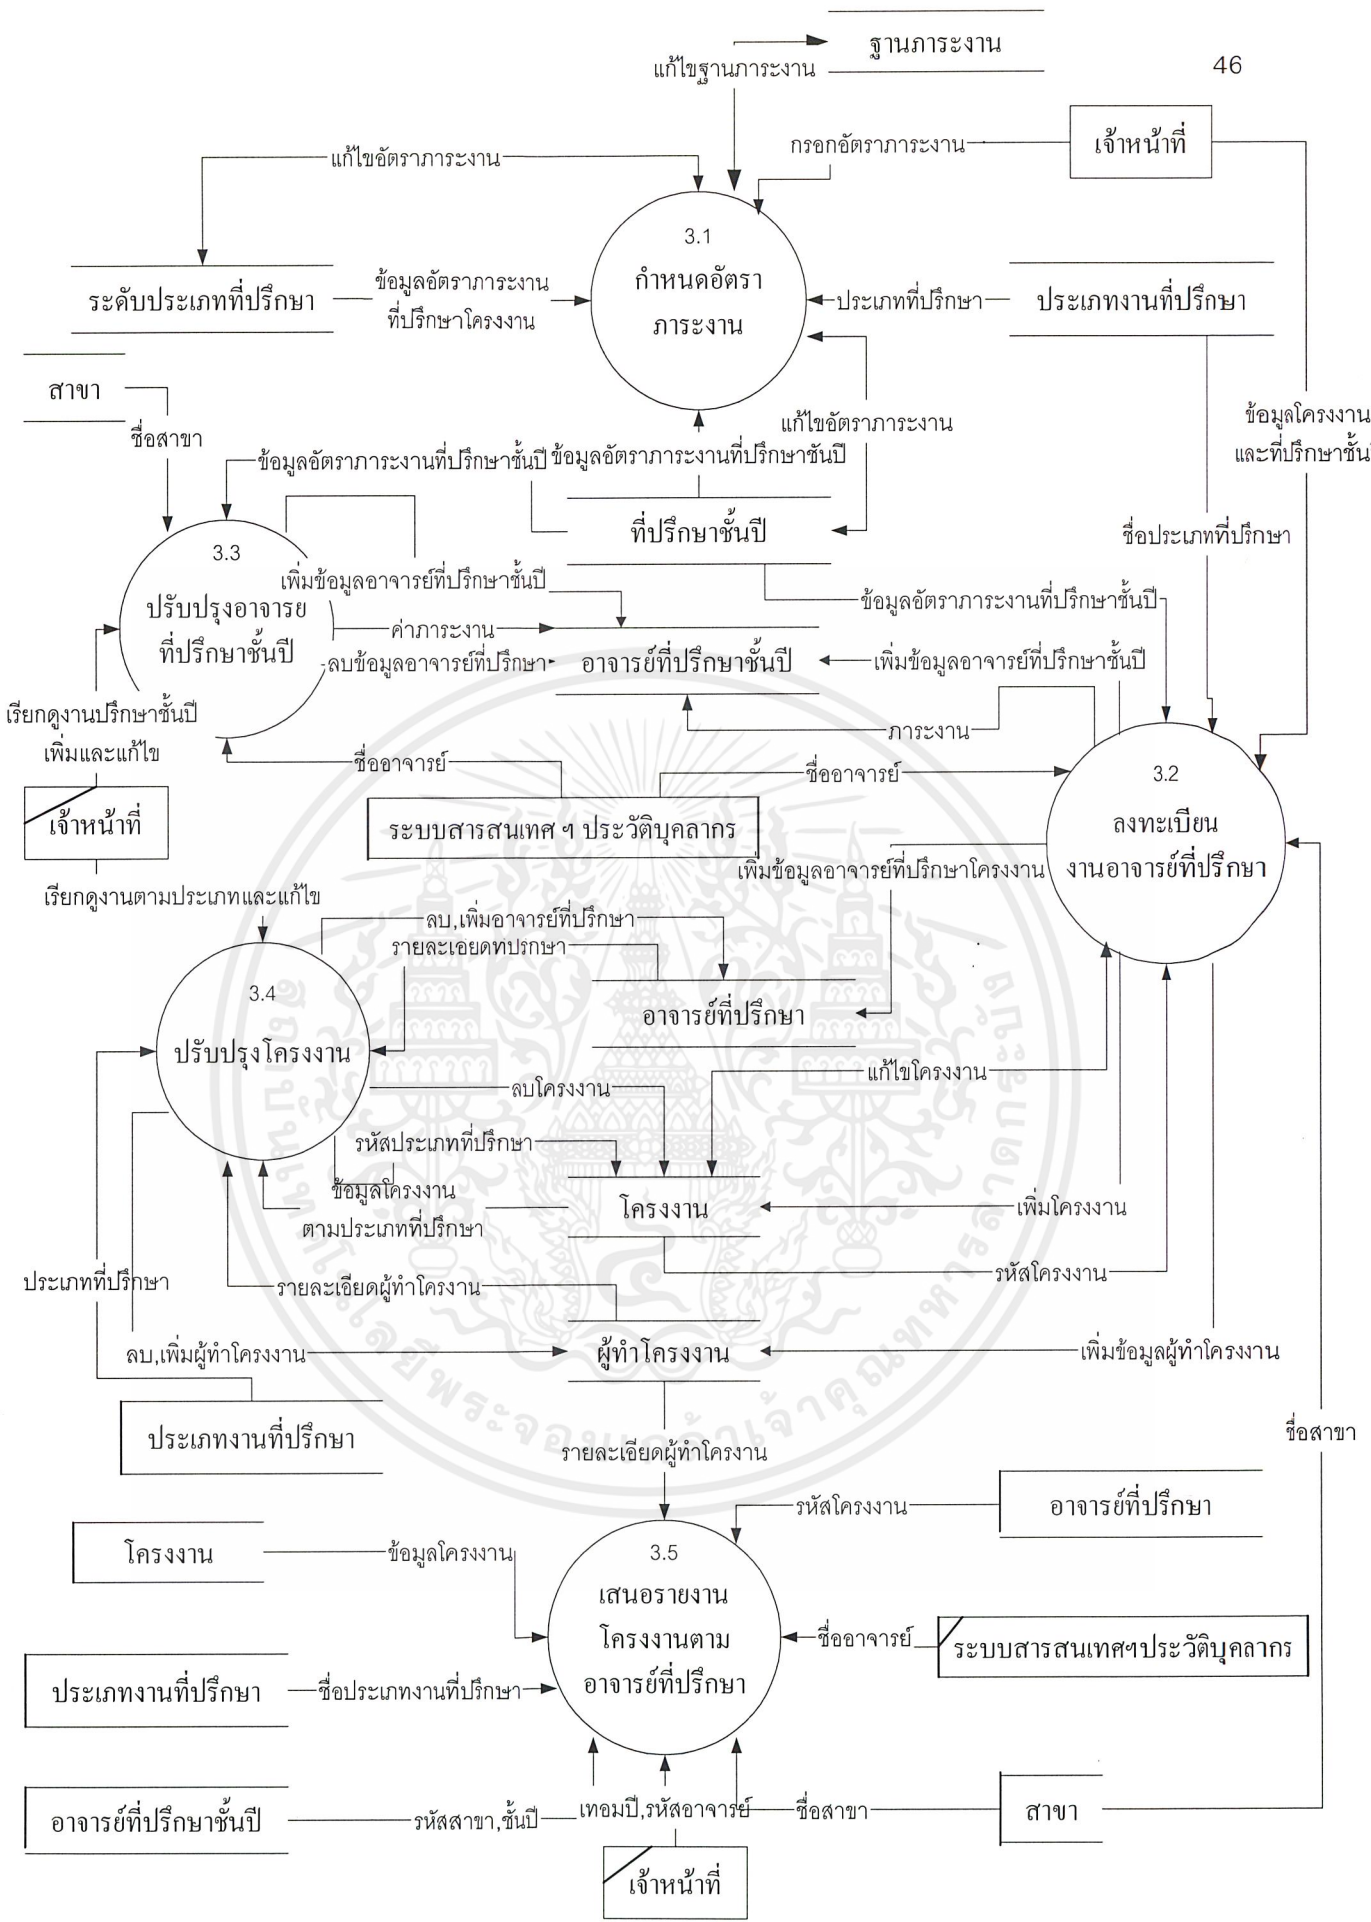 ฐานภาระงาน
แก้ไขฐานภาระงาน
46
แก้ไขอัตราภาระงาน
กรอกอัตราภาระงาน
เจ้าหน้าที่
3.1
กำหนดอัตรา
ภาระงาน
ระดับประเภทที่ปรึกษา
ข้อมูลอัตราภาระงาน
ที่ปรึกษาโครงงาน
ประเภทที่ปรึกษา
ประเภทงานที่ปรึกษา
สาขา
ชื่อสาขา
แก้ไขอัตราภาระงาน
ข้อมูลโครงงาน
และที่ปรึกษาชั้น
ข้อมูลอัตราภาระงานที่ปรึกษาชั้นปี
ข้อมูลอัตราภาระงานที่ปรึกษาชันปี
ที่ปรึกษาชั้นปี
ชื่อประเภทที่ปรึกษา
3.3
ปรับปรุงอาจารย
ที่ปรึกษาชั้นปี
เพิ่มข้อมูลอาจารย์ที่ปรึกษาชั้นปี
ข้อมูลอัตราภาระงานที่ปรึกษาชั้นปี
ค่าภาระงาน
ลบข้อมูลอาจารย์ที่ปรึกษา
อาจารย์ที่ปรึกษาชั้นปี
เพิ่มข้อมูลอาจารย์ที่ปรึกษาชั้นปี
เรียกดูงานปรึกษาชั้นปี
เพิ่มและแก้ไข
ภาระงาน
ชื่ออาจารย์
ชื่ออาจารย์
3.2
ลงทะเบียน
งานอาจารย์ที่ปรึกษา
เจ้าหน้าที่
ระบบสารสนเทศ ฯ ประวัติบุคลากร
เพิ่มข้อมูลอาจารย์ที่ปรึกษาโครงงาน
เรียกดูงานตามประเภทและแก้ไข
ลบ,เพิ่มอาจารย์ที่ปรึกษา
รายละเอียดทปรกษา
3.4
ปรับปรุงโครงงาน
อาจารย์ที่ปรึกษา
แก้ไขโครงงาน
ลบโครงงาน
รหัสประเภทที่ปรึกษา
ข้อมูลโครงงาน
ตามประเภทที่ปรึกษา
โครงงาน
เพิ่มโครงงาน
ประเภทที่ปรึกษา
รายละเอียดผู้ทำโครงงาน
รหัสโครงงาน
ลบ,เพิ่มผู้ทำโครงงาน
ผู้ทำโครงงาน
เพิ่มข้อมูลผู้ทำโครงงาน
ประเภทงานที่ปรึกษา
รายละเอียดผู้ทำโครงงาน
ชื่อสาขา
รหัสโครงงาน
อาจารย์ที่ปรึกษา
โครงงาน
ข้อมูลโครงงาน
3.5
เสนอรายงาน
โครงงานตาม
อาจารย์ที่ปรึกษา
ชื่ออาจารย์
ระบบสารสนเทศฯประวัติบุคลากร
ประเภทงานที่ปรึกษา
ชื่อประเภทงานที่ปรึกษา
อาจารย์ที่ปรึกษาชั้นปี
รหัสสาขา,ชั้นปี
เทอมปี,รหัสอาจารย์
ชื่อสาขา
สาขา
เจ้าหน้าที่
สถาบันเทคโนโลยีพระจอมเกล้าเจ้าคุณทหารลาดกระบัง